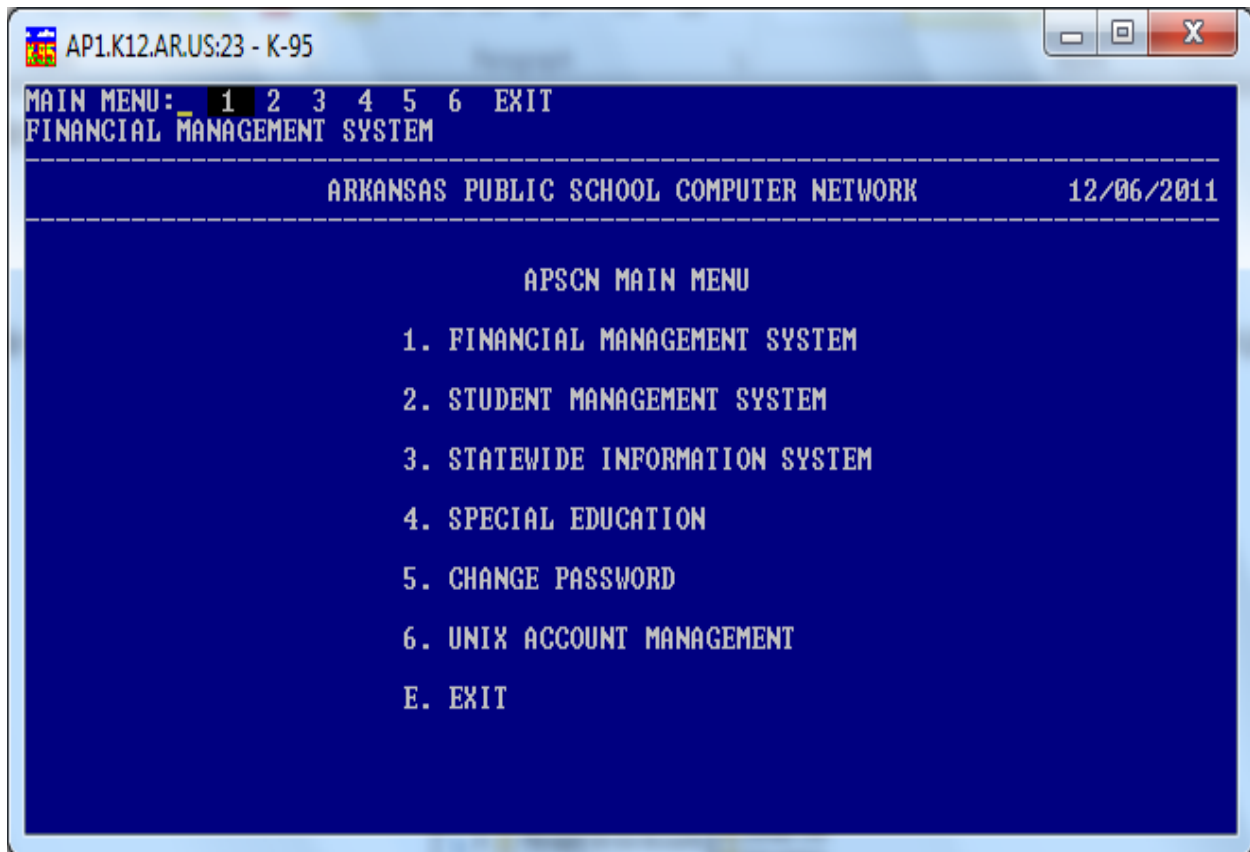 K-95 AP1.K12.AR.US:23 - K-95
MAIN MENU:_ 1 2 3 4 5 6 EXIT
FINANCIAL MANAGEMENT SYSTEM
ARKANSAS PUBLIC SCHOOL COMPUTER NETWORK 12/06/2011
APSCN MAIN MENU
1. FINANCIAL MANAGEMENT SYSTEM
2. STUDENT MANAGEMENT SYSTEM
3. STATEWIDE INFORMATION SYSTEM
4. SPECIAL EDUCATION
5. CHANGE PASSWORD
6. UNIX ACCOUNT MANAGEMENT
E. EXIT